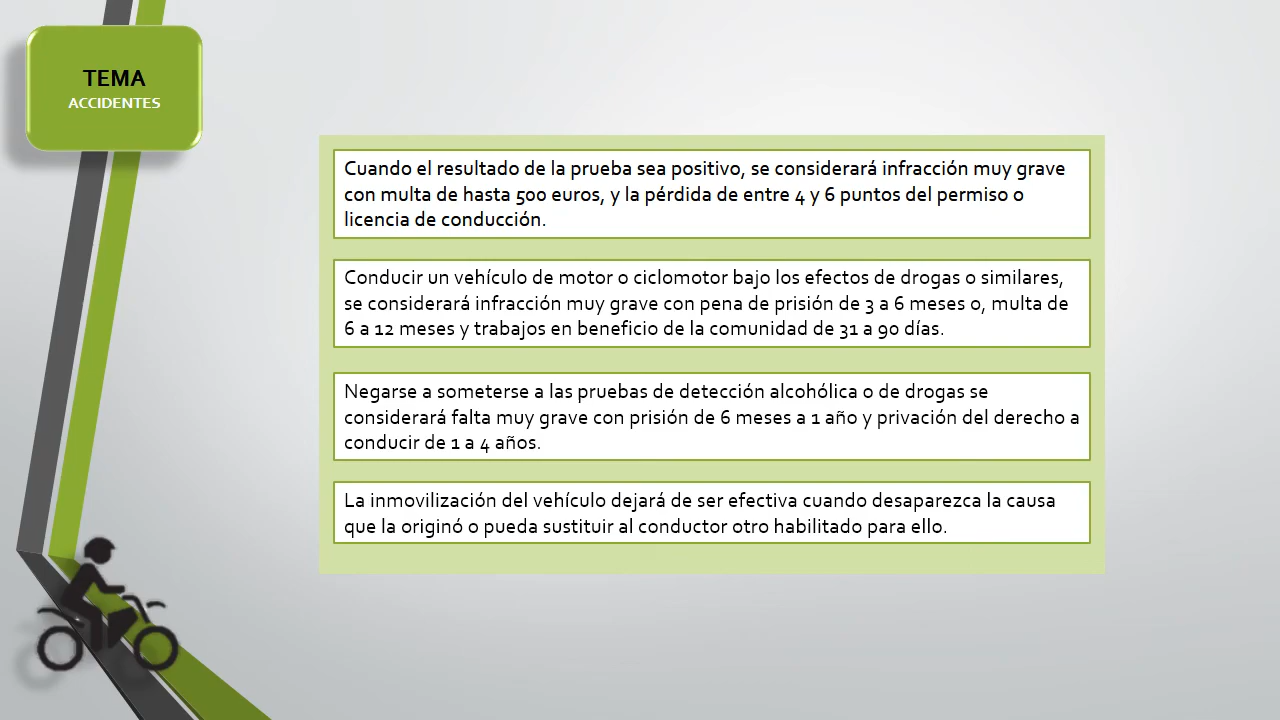 TEMA
ACCIDENTES
Cuando el resultado de la prueba sea positivo, se considerará infracción muy grave
con multa de hasta 500 euros, y la pérdida de entre 4 y 6 puntos del permiso o
licencia de conducción.
Conducir un vehículo de motor o ciclomotor bajo los efectos de drogas o similares,
se considerará infracción muy grave con pena de prisión de 3 a 6 meses o, multa de
6 a 12 meses y trabajos en beneficio de la comunidad de 31 a 90 días.
Negarse a someterse a las pruebas de detección alcohólica o de drogas se
considerará falta muy grave con prisión de 6 meses a 1 año y privación del derecho a
conducir de 1 a 4 años.
La inmovilización del vehículo dejará de ser efectiva cuando desaparezca la causa
que la originó o pueda sustituir al conductor otro habilitado para ello.